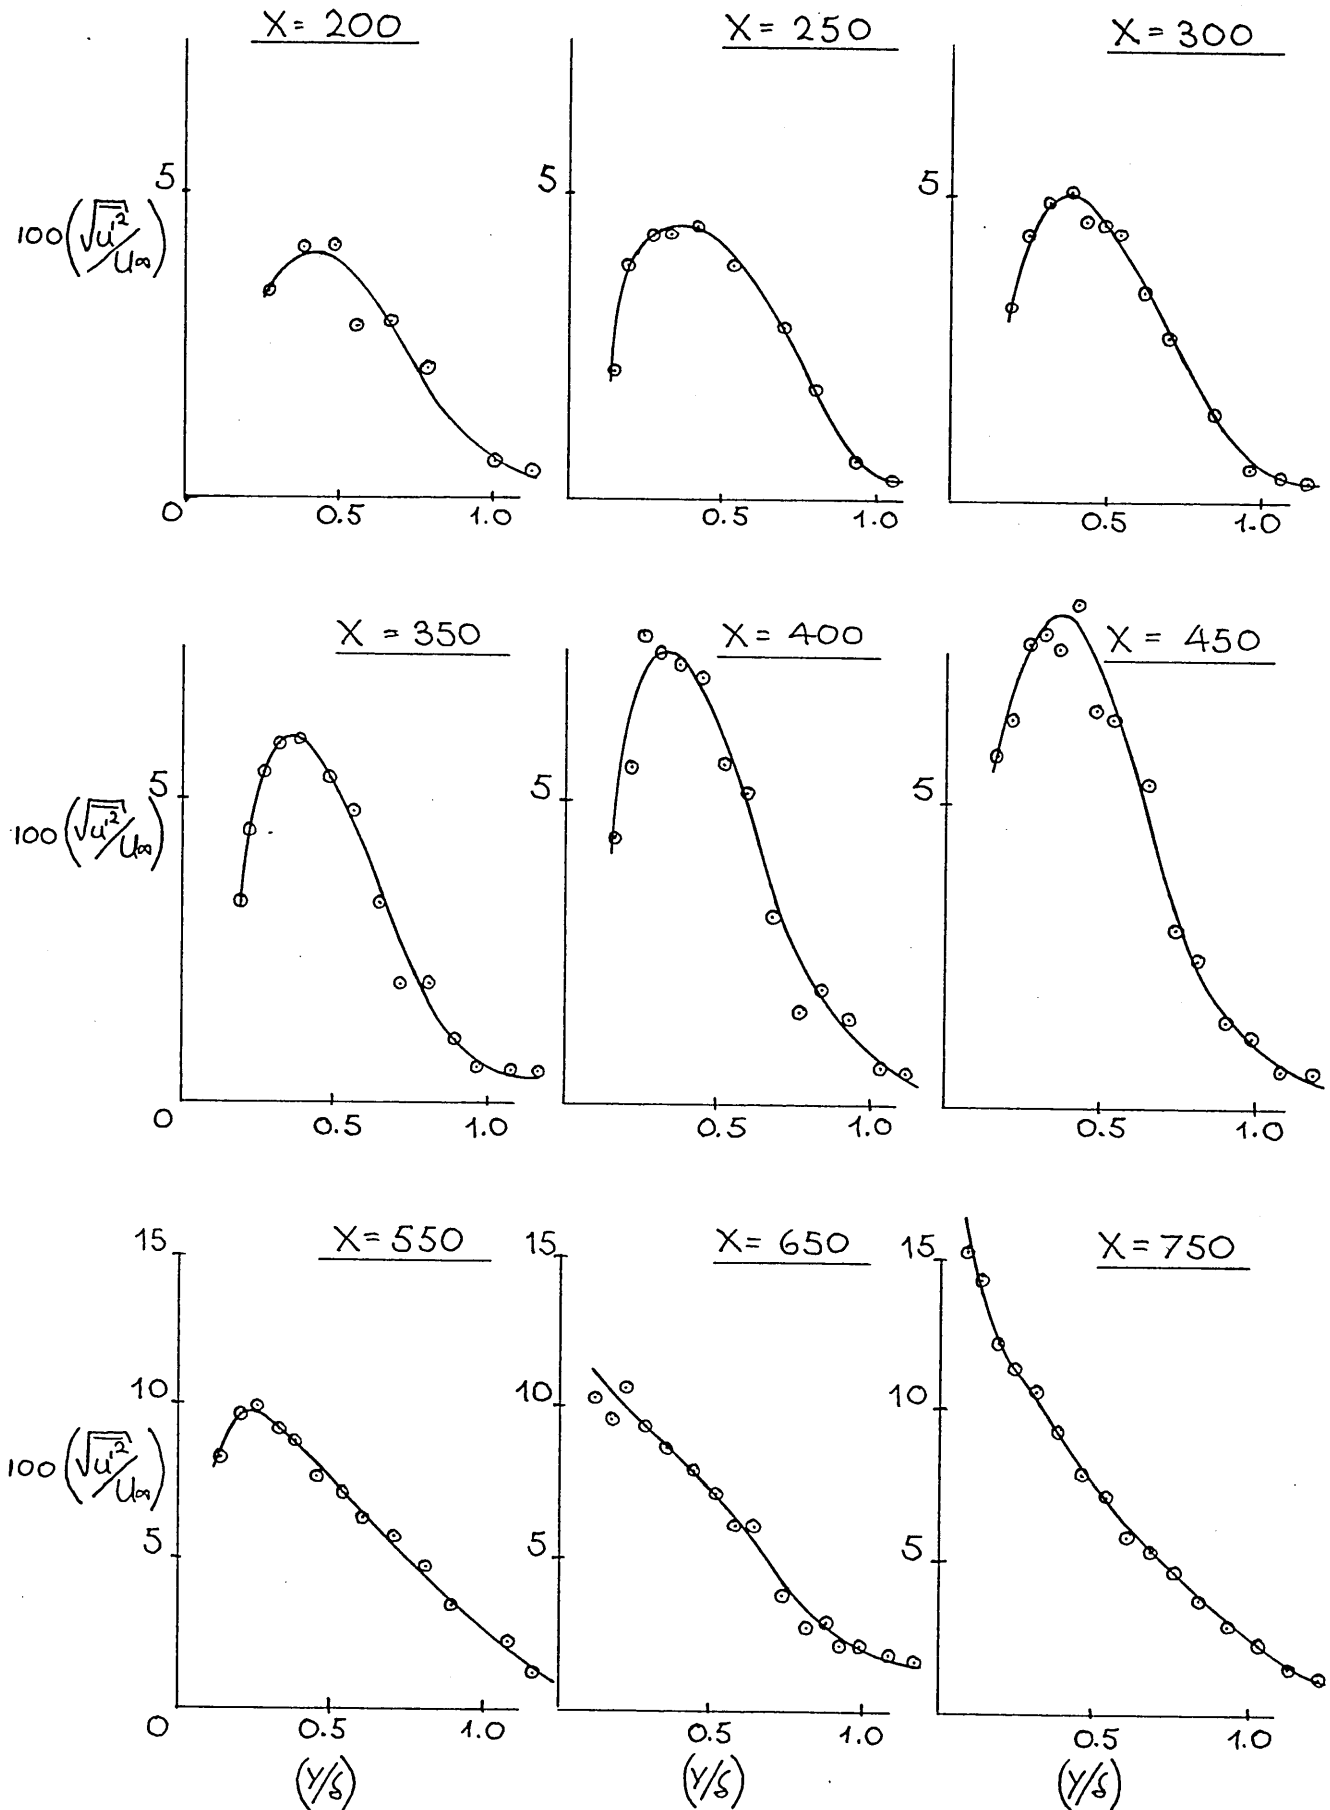 X = 200
X = 250
X = 300
5
5
5
100(√u'²/U∞)
0
0.5
1.0
0.5
1.0
0.5
1.0
X = 350
X = 400
X = 450
5
5
5
100(√u'²/U∞)
0
0.5
1.0
0.5
1.0
0.5
1.0
X = 550
X = 650
X = 750
15
15
15
10
10
10
100(√u'²/U∞)
5
5
5
0
0.5
1.0
0.5
1.0
0.5
1.0
(Y/δ)
(Y/δ)
(Y/δ)